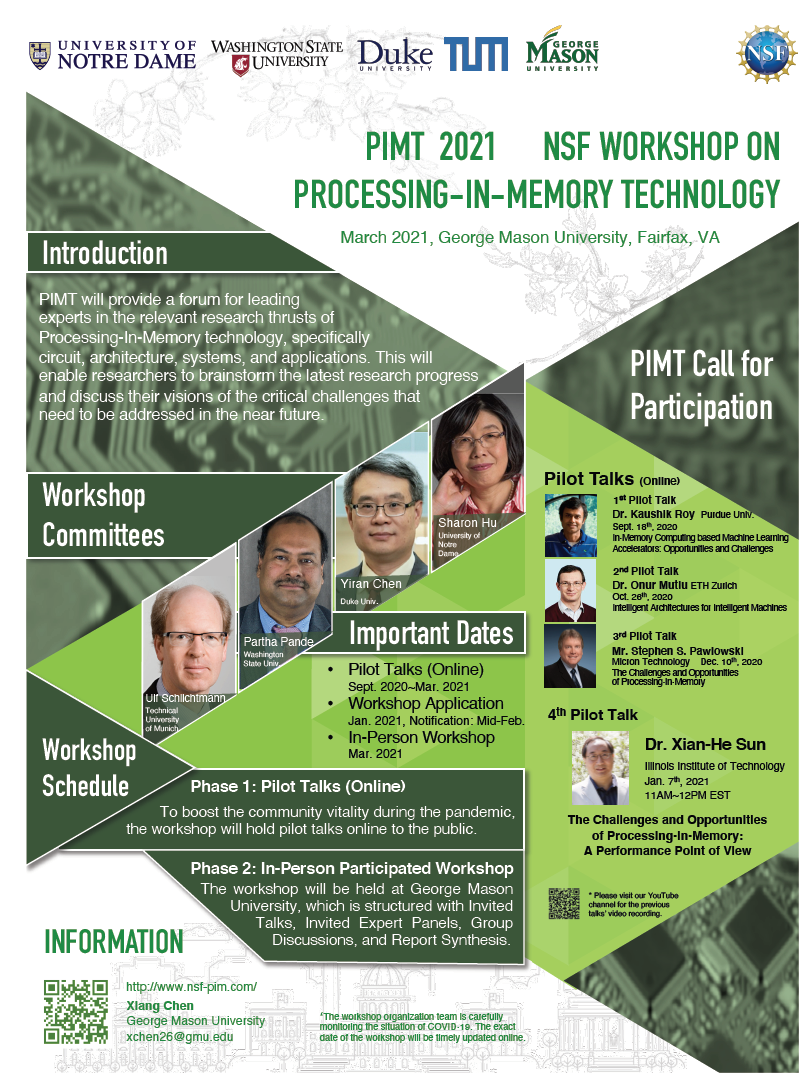 UNIVERSITY OF
NOTRE DAME
WASHINGTON STATE
UNIVERSITY
Duke
UNIVERSITY
TUM
GEORGE
MASON
UNIVERSITY
NSF
PIMT 2021 NSF WORKSHOP ON
PROCESSING-IN-MEMORY TECHNOLOGY
March 2021, George Mason University, Fairfax, VA
Introduction
PIMT will provide a forum for leading
experts in the relevant research thrusts of
Processing-In-Memory technology, specifically
circuit, architecture, systems, and applications. This will
enable researchers to brainstorm the latest research progress
and discuss their visions of the critical challenges that
need to be addressed in the near future.
Workshop
Committees
Sharon Hu
University of
Notre
Dame
Yiran Chen
Duke Univ.
Partha Pande
Washington
State Univ.
Ulf Schlichtmann
Technical
University
of Munich
Important Dates
• Pilot Talks (Online)
Sept. 2020~Mar. 2021
• Workshop Application
Jan. 2021, Notification: Mid-Feb.
• In-Person Workshop
Mar. 2021
Workshop
Schedule
Phase 1: Pilot Talks (Online)
To boost the community vitality during the pandemic,
the workshop will hold pilot talks online to the public.
Phase 2: In-Person Participated Workshop
The workshop will be held at George Mason
University, which is structured with Invited
Talks, Invited Expert Panels, Group
Discussions, and Report Synthesis.
PIMT Call for
Participation
Pilot Talks (Online)
1st Pilot Talk
Dr. Kaushik Roy Purdue Univ.
Sept. 18th, 2020
In-Memory Computing based Machine Learning
Accelerators: Opportunities and Challenges
2nd Pilot Talk
Dr. Onur Mutlu ETH Zurich
Oct. 26th, 2020
Intelligent Architectures for Intelligent Machines
3rd Pilot Talk
Mr. Stephen S. Pawlowski
Micron Technology Dec. 10th, 2020
The Challenges and Opportunities
of Processing-in-Memory
4th Pilot Talk
Dr. Xian-He Sun
Illinois Institute of Technology
Jan. 7th, 2021
11AM~12PM EST
The Challenges and Opportunities
of Processing-in-Memory:
A Performance Point of View
* Please visit our YouTube
channel for the previous
talks' video recording.
INFORMATION
http://www.nsf-pim.com/
Xiang Chen
George Mason University
xchen26@gmu.edu
*The workshop organization team is carefully
monitoring the situation of COVID-19. The exact
date of the workshop will be timely updated online.